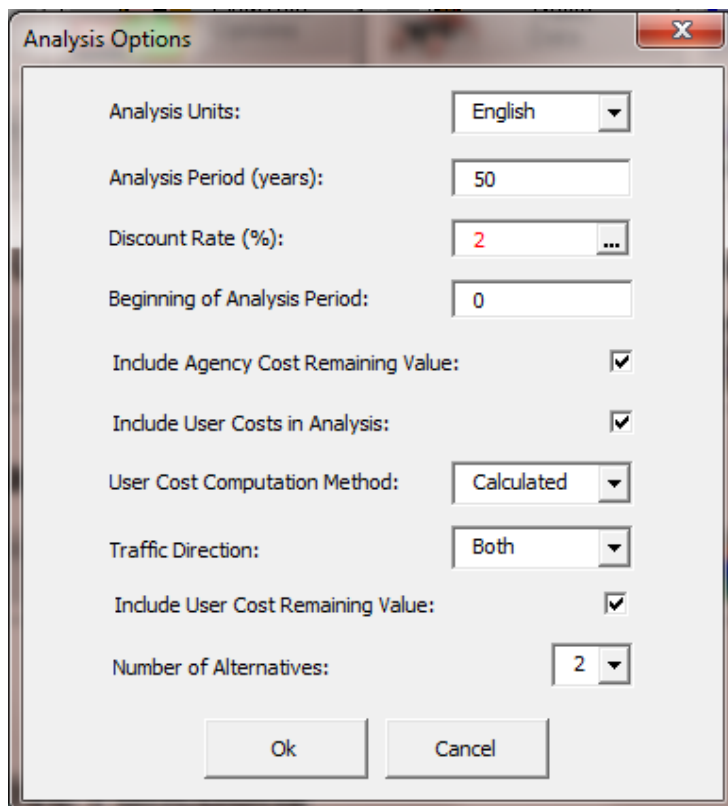 Analysis Options
Analysis Units: English
Analysis Period (years): 50
Discount Rate (%): 2 ...
Beginning of Analysis Period: 0
Include Agency Cost Remaining Value:
Include User Costs in Analysis:
User Cost Computation Method: Calculated
Traffic Direction: Both
Include User Cost Remaining Value:
Number of Alternatives: 2
Ok Cancel